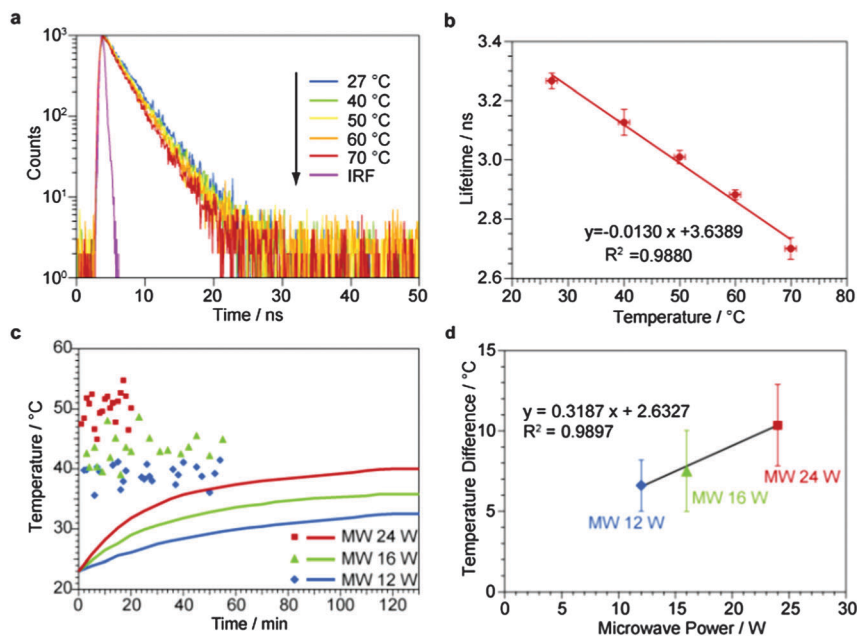 a
10³
10²
10¹
10⁰
Counts
0 10 20 30 40 50
Time / ns
27 °C
40 °C
50 °C
60 °C
70 °C
IRF
b
3.4
3.2
3.0
2.8
2.6
Lifetime / ns
20 30 40 50 60 70 80
Temperature / °C
y=-0.0130 x +3.6389
R² =0.9880
c
60
50
40
30
20
Temperature / °C
0 20 40 60 80 100 120
Time / min
MW 24 W
MW 16 W
MW 12 W
d
15
10
5
0
Temperature Difference / °C
0 5 10 15 20 25 30
Microwave Power / W
y = 0.3187 x + 2.6327
R² = 0.9897
MW 24 W
MW 16 W
MW 12 W